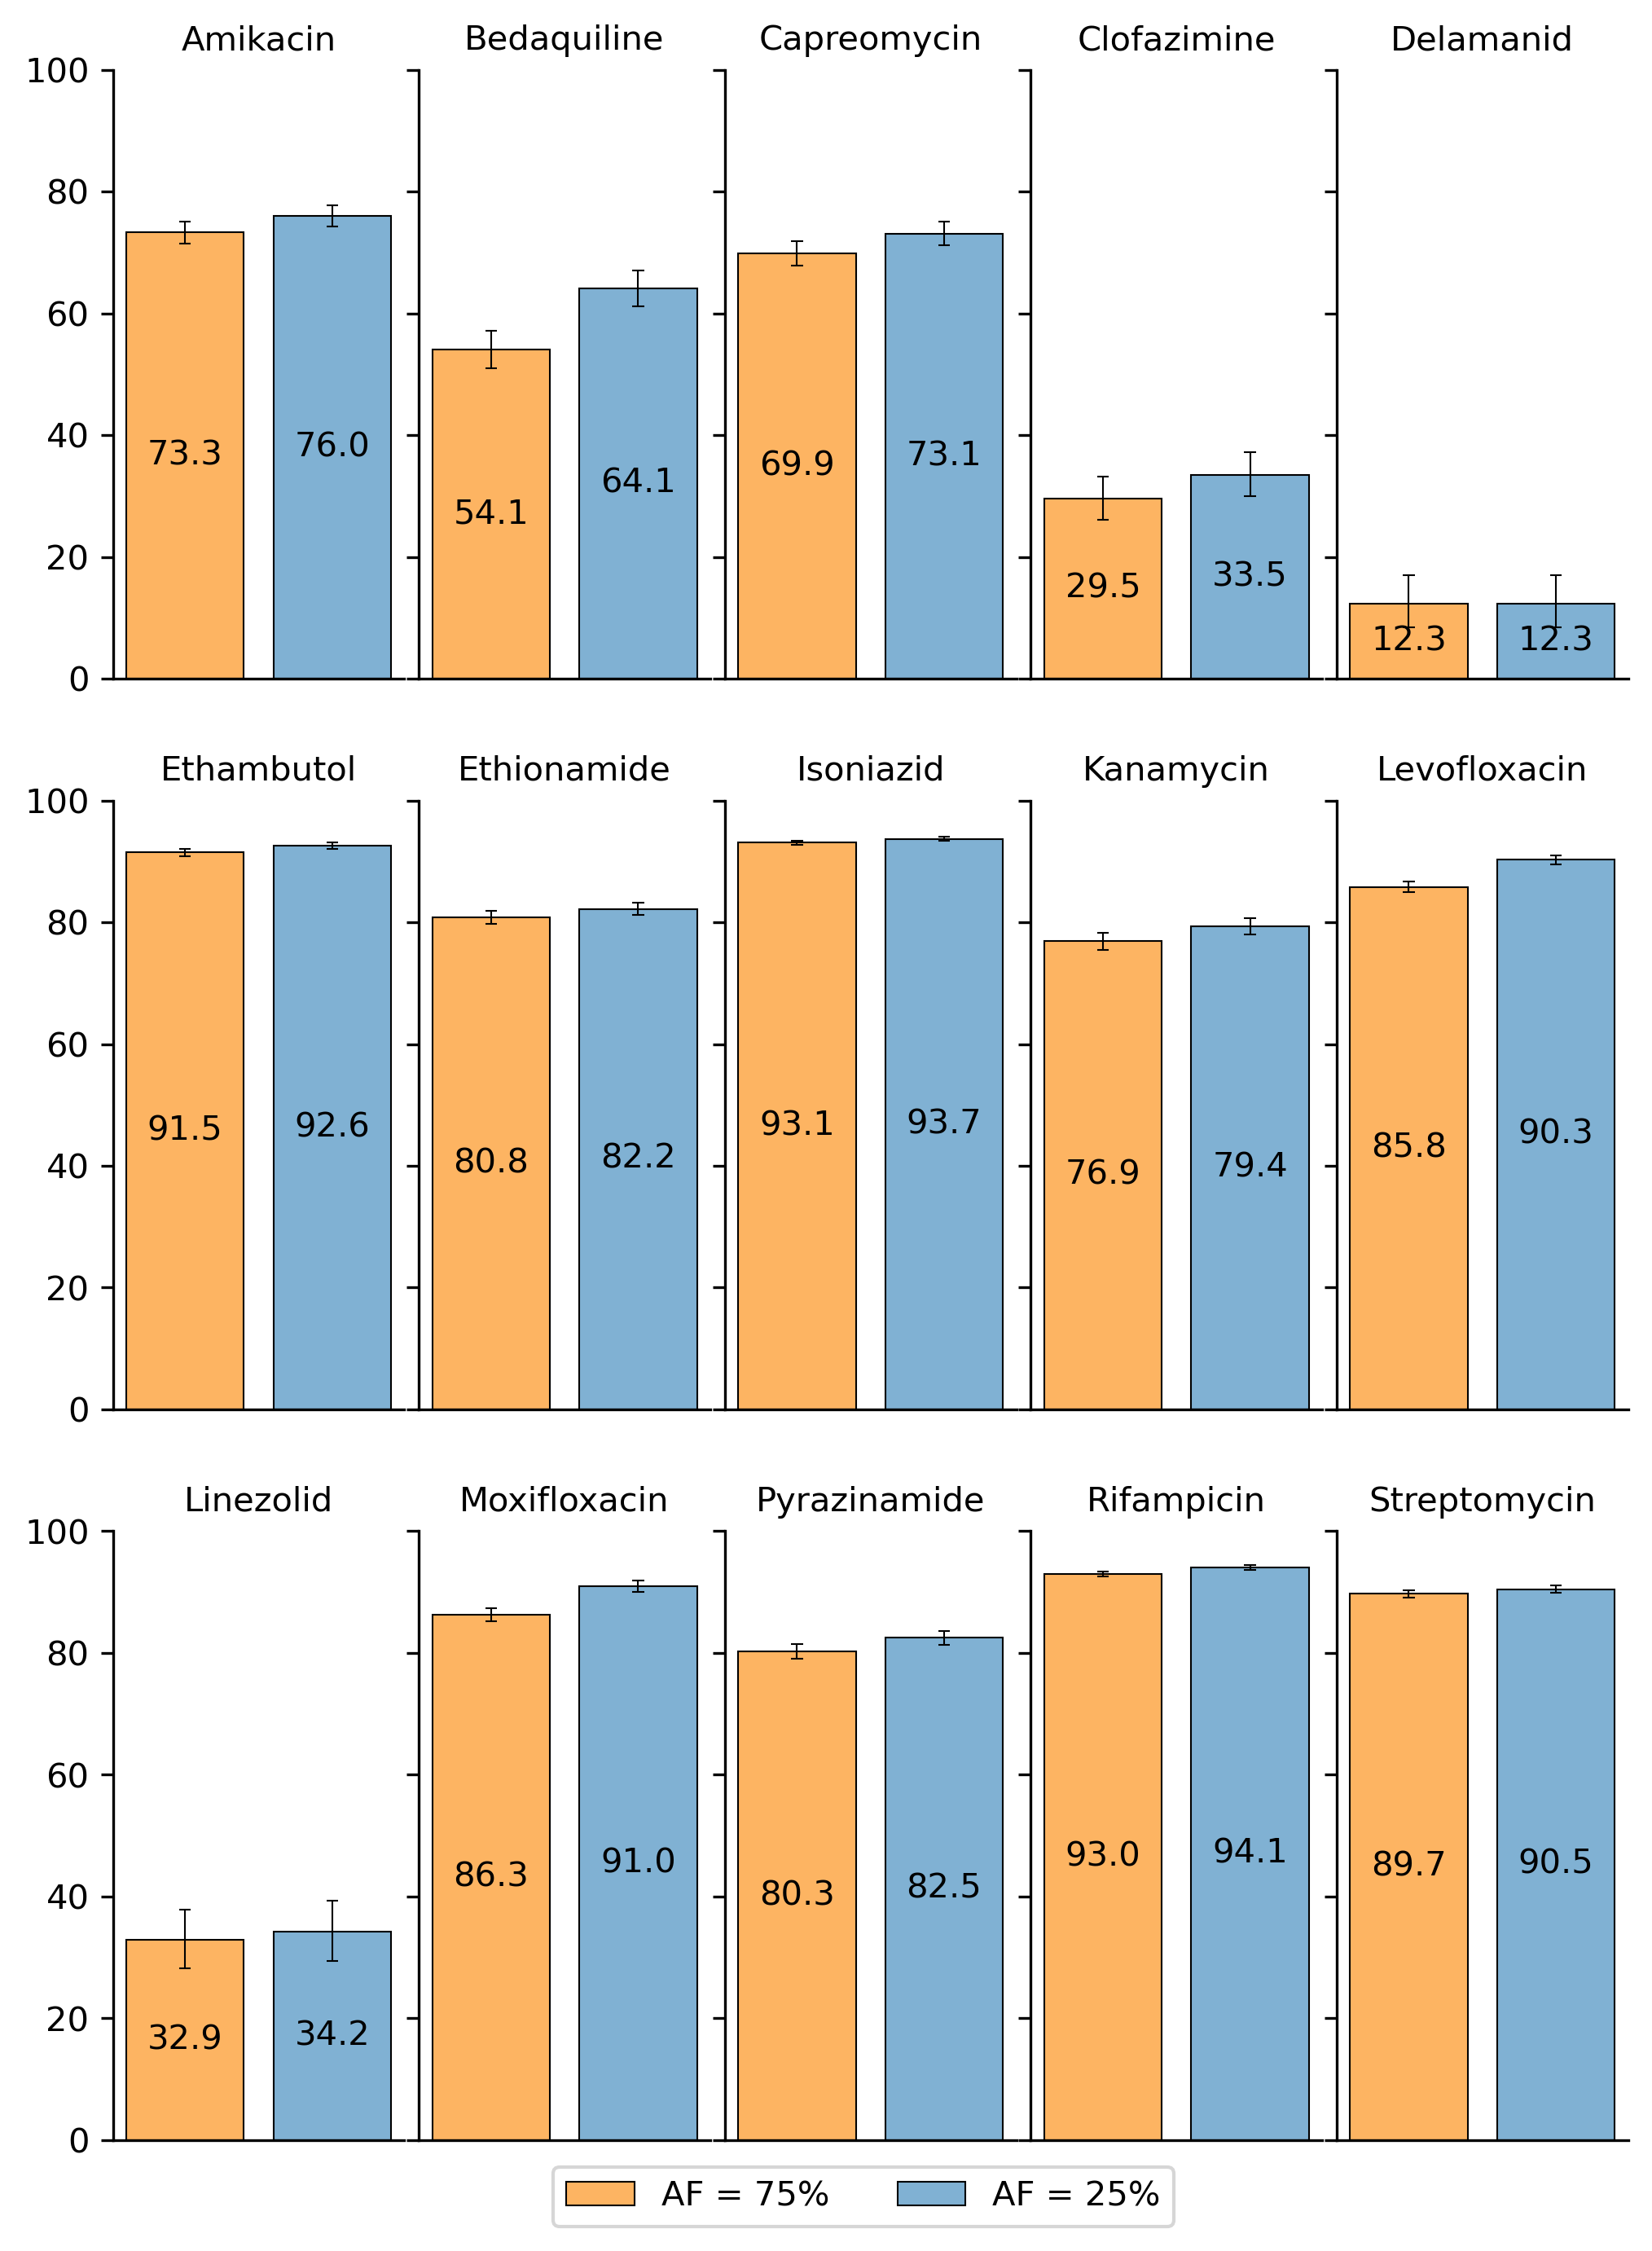 Amikacin Bedaquiline Capreomycin Clofazimine Delamanid
100
80
60
40
20
0
73.3 76.0 54.1 64.1 69.9 73.1 29.5 33.5 12.3 12.3
Ethambutol Ethionamide Isoniazid Kanamycin Levofloxacin
100
80
60
40
20
0
91.5 92.6 80.8 82.2 93.1 93.7 76.9 79.4 85.8 90.3
Linezolid Moxifloxacin Pyrazinamide Rifampicin Streptomycin
100
80
60
40
20
0
32.9 34.2 86.3 91.0 80.3 82.5 93.0 94.1 89.7 90.5
AF = 75% AF = 25%